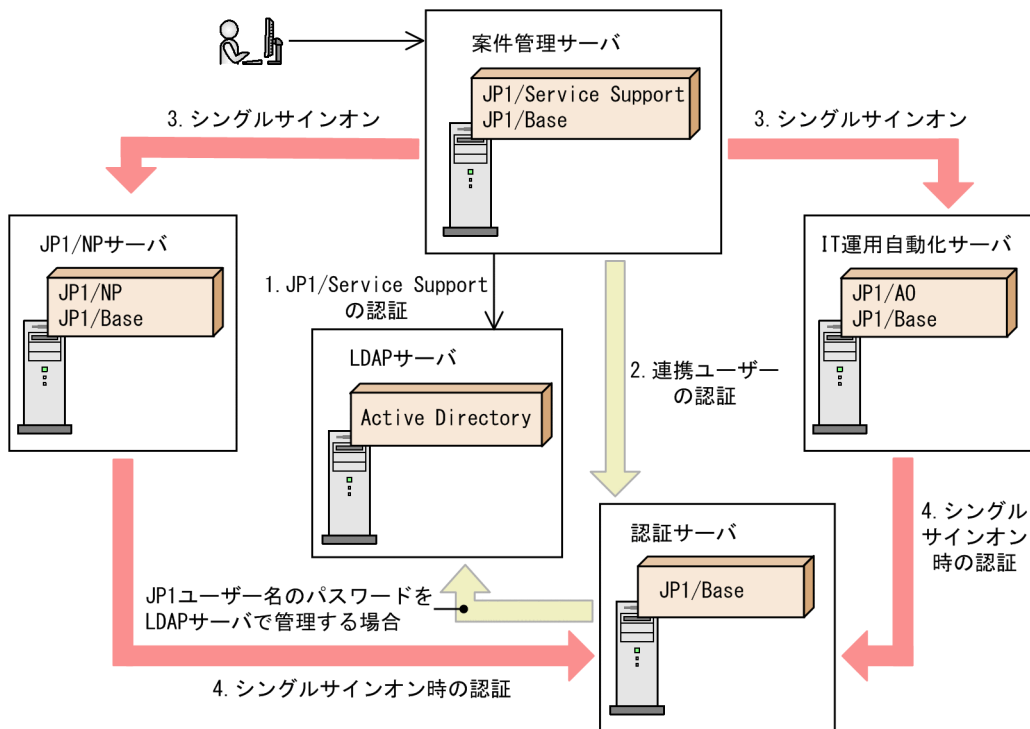 案件管理サーバ
JP1/Service Support
JP1/Base
3.シングルサインオン
3.シングルサインオン
JP1/NPサーバ
JP1/NP
JP1/Base
IT運用自動化サーバ
JP1/AO
JP1/Base
1.JP1/Service Support
の認証
LDAPサーバ
Active Directory
2.連携ユーザー
の認証
4.シングル
サインオン
時の認証
認証サーバ
JP1/Base
JP1ユーザー名のパスワードを
LDAPサーバで管理する場合
4.シングルサインオン時の認証